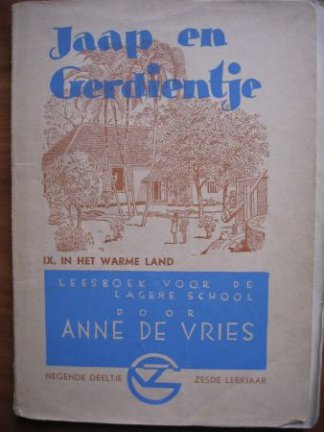 Jaap en
Gerdientje
IX. IN HET WARME LAND
LEESBOEK VOOR DE
LAGERE SCHOOL
DOOR
ANNE DE VRIES
NEGENDE DEELTJE ZESDE LEERJAAR